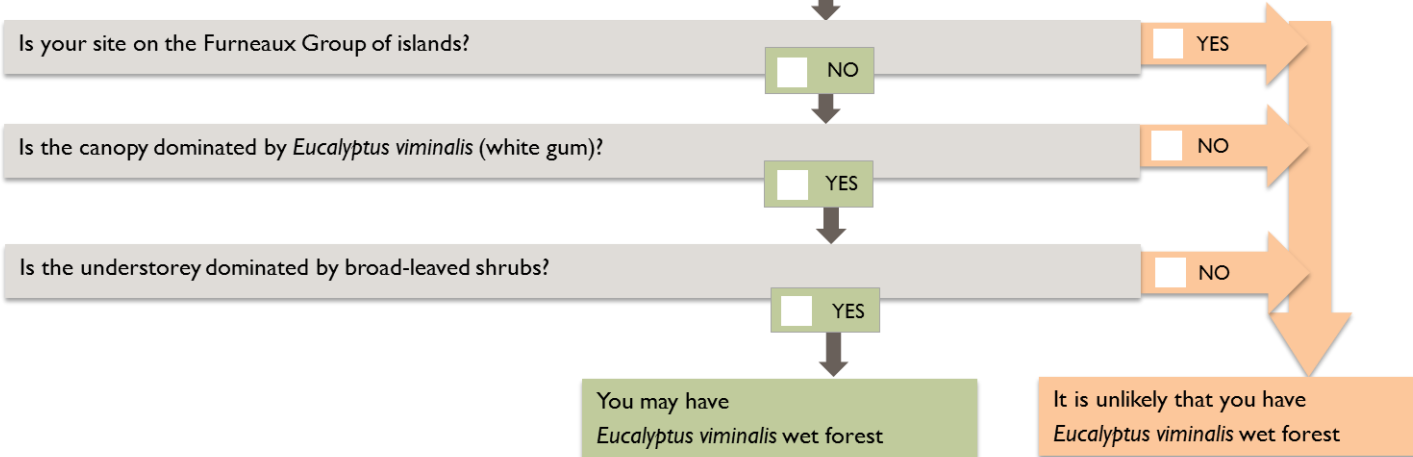 Is your site on the Furneaux Group of islands?
YES
NO
Is the canopy dominated by Eucalyptus viminalis (white gum)?
NO
YES
Is the understorey dominated by broad-leaved shrubs?
NO
YES
You may have
Eucalyptus viminalis wet forest
It is unlikely that you have
Eucalyptus viminalis wet forest